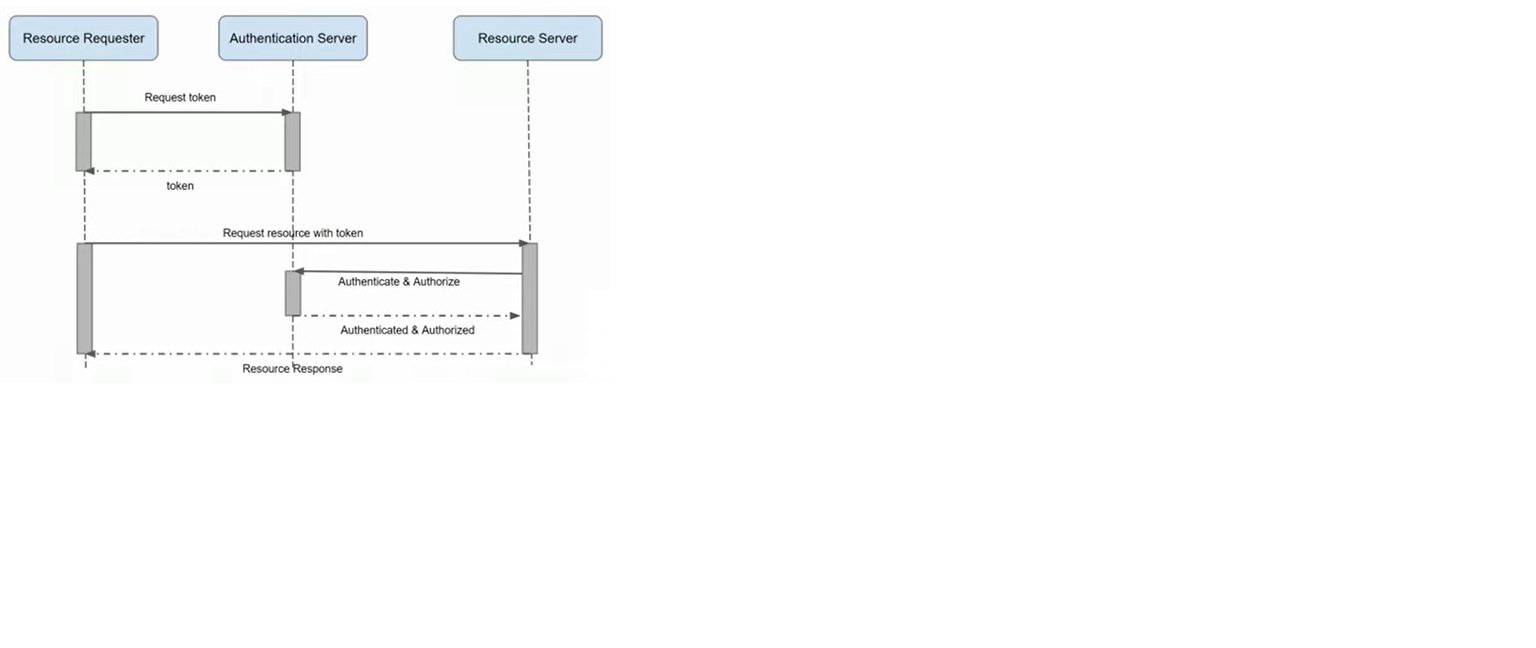 Resource Requester
Authentication Server
Resource Server
Request token
token
Request resource with token
Authenticate & Authorize
Authenticated & Authorized
Resource Response